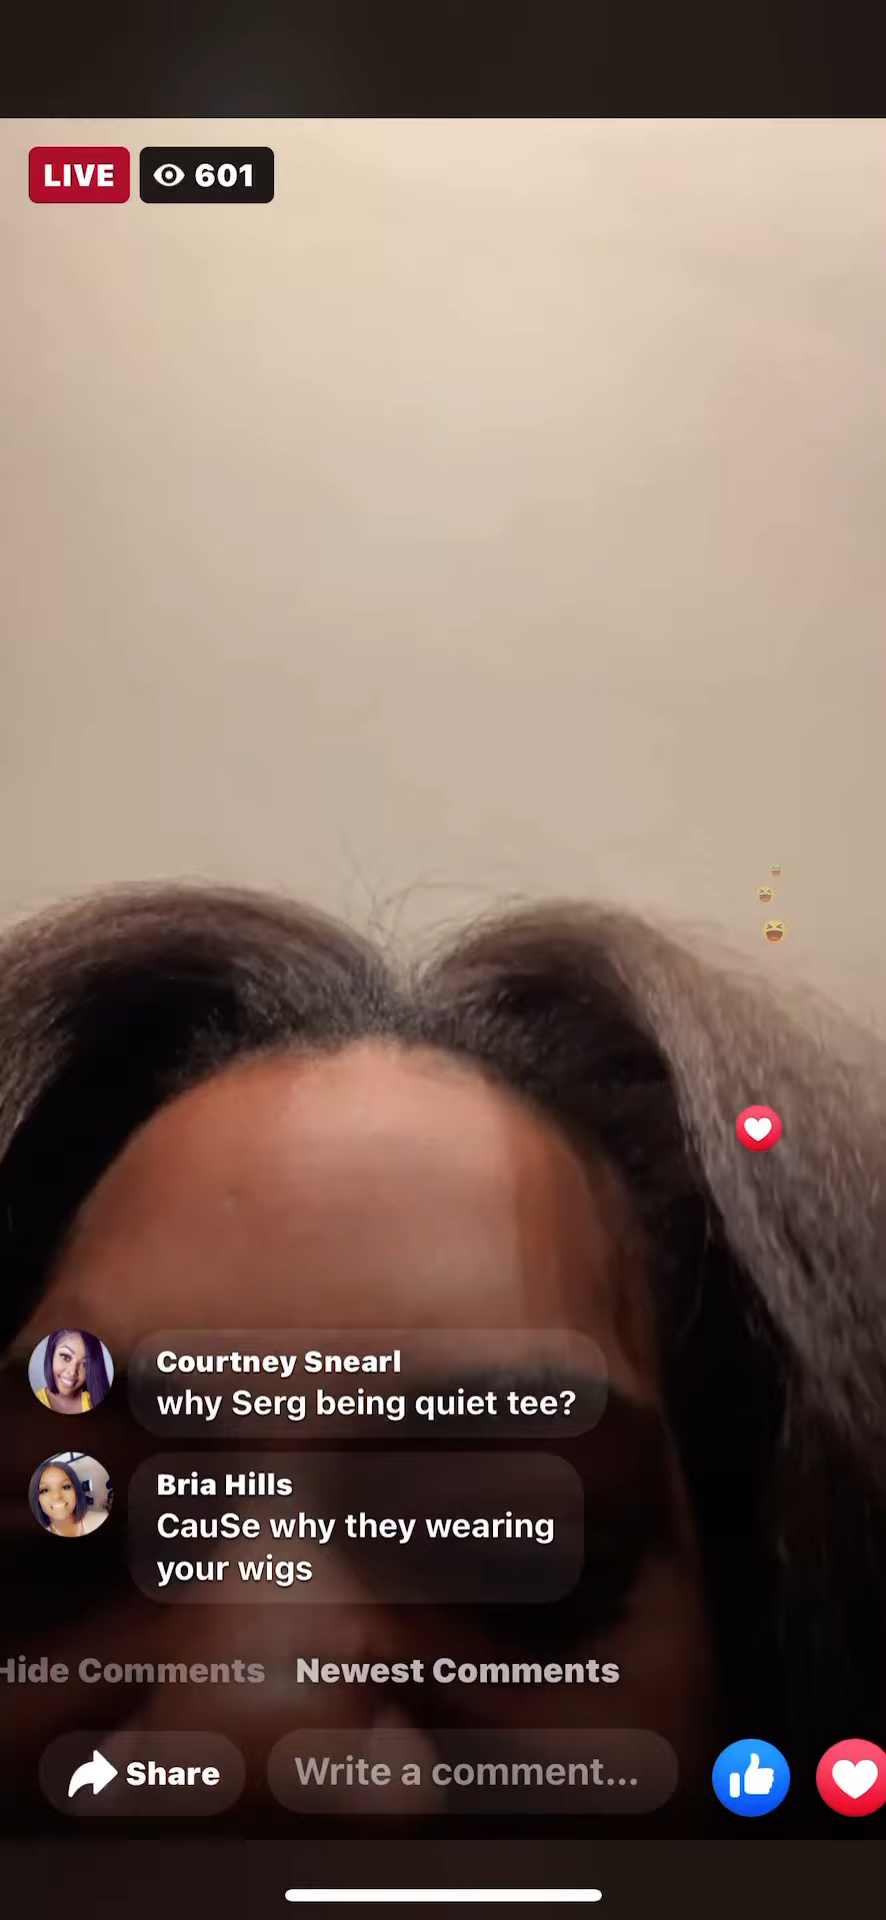 LIVE 601
Courtney Snearl
why Serg being quiet tee?
Bria Hills
CauSe why they wearing
your wigs
Hide Comments Newest Comments
Share Write a comment...